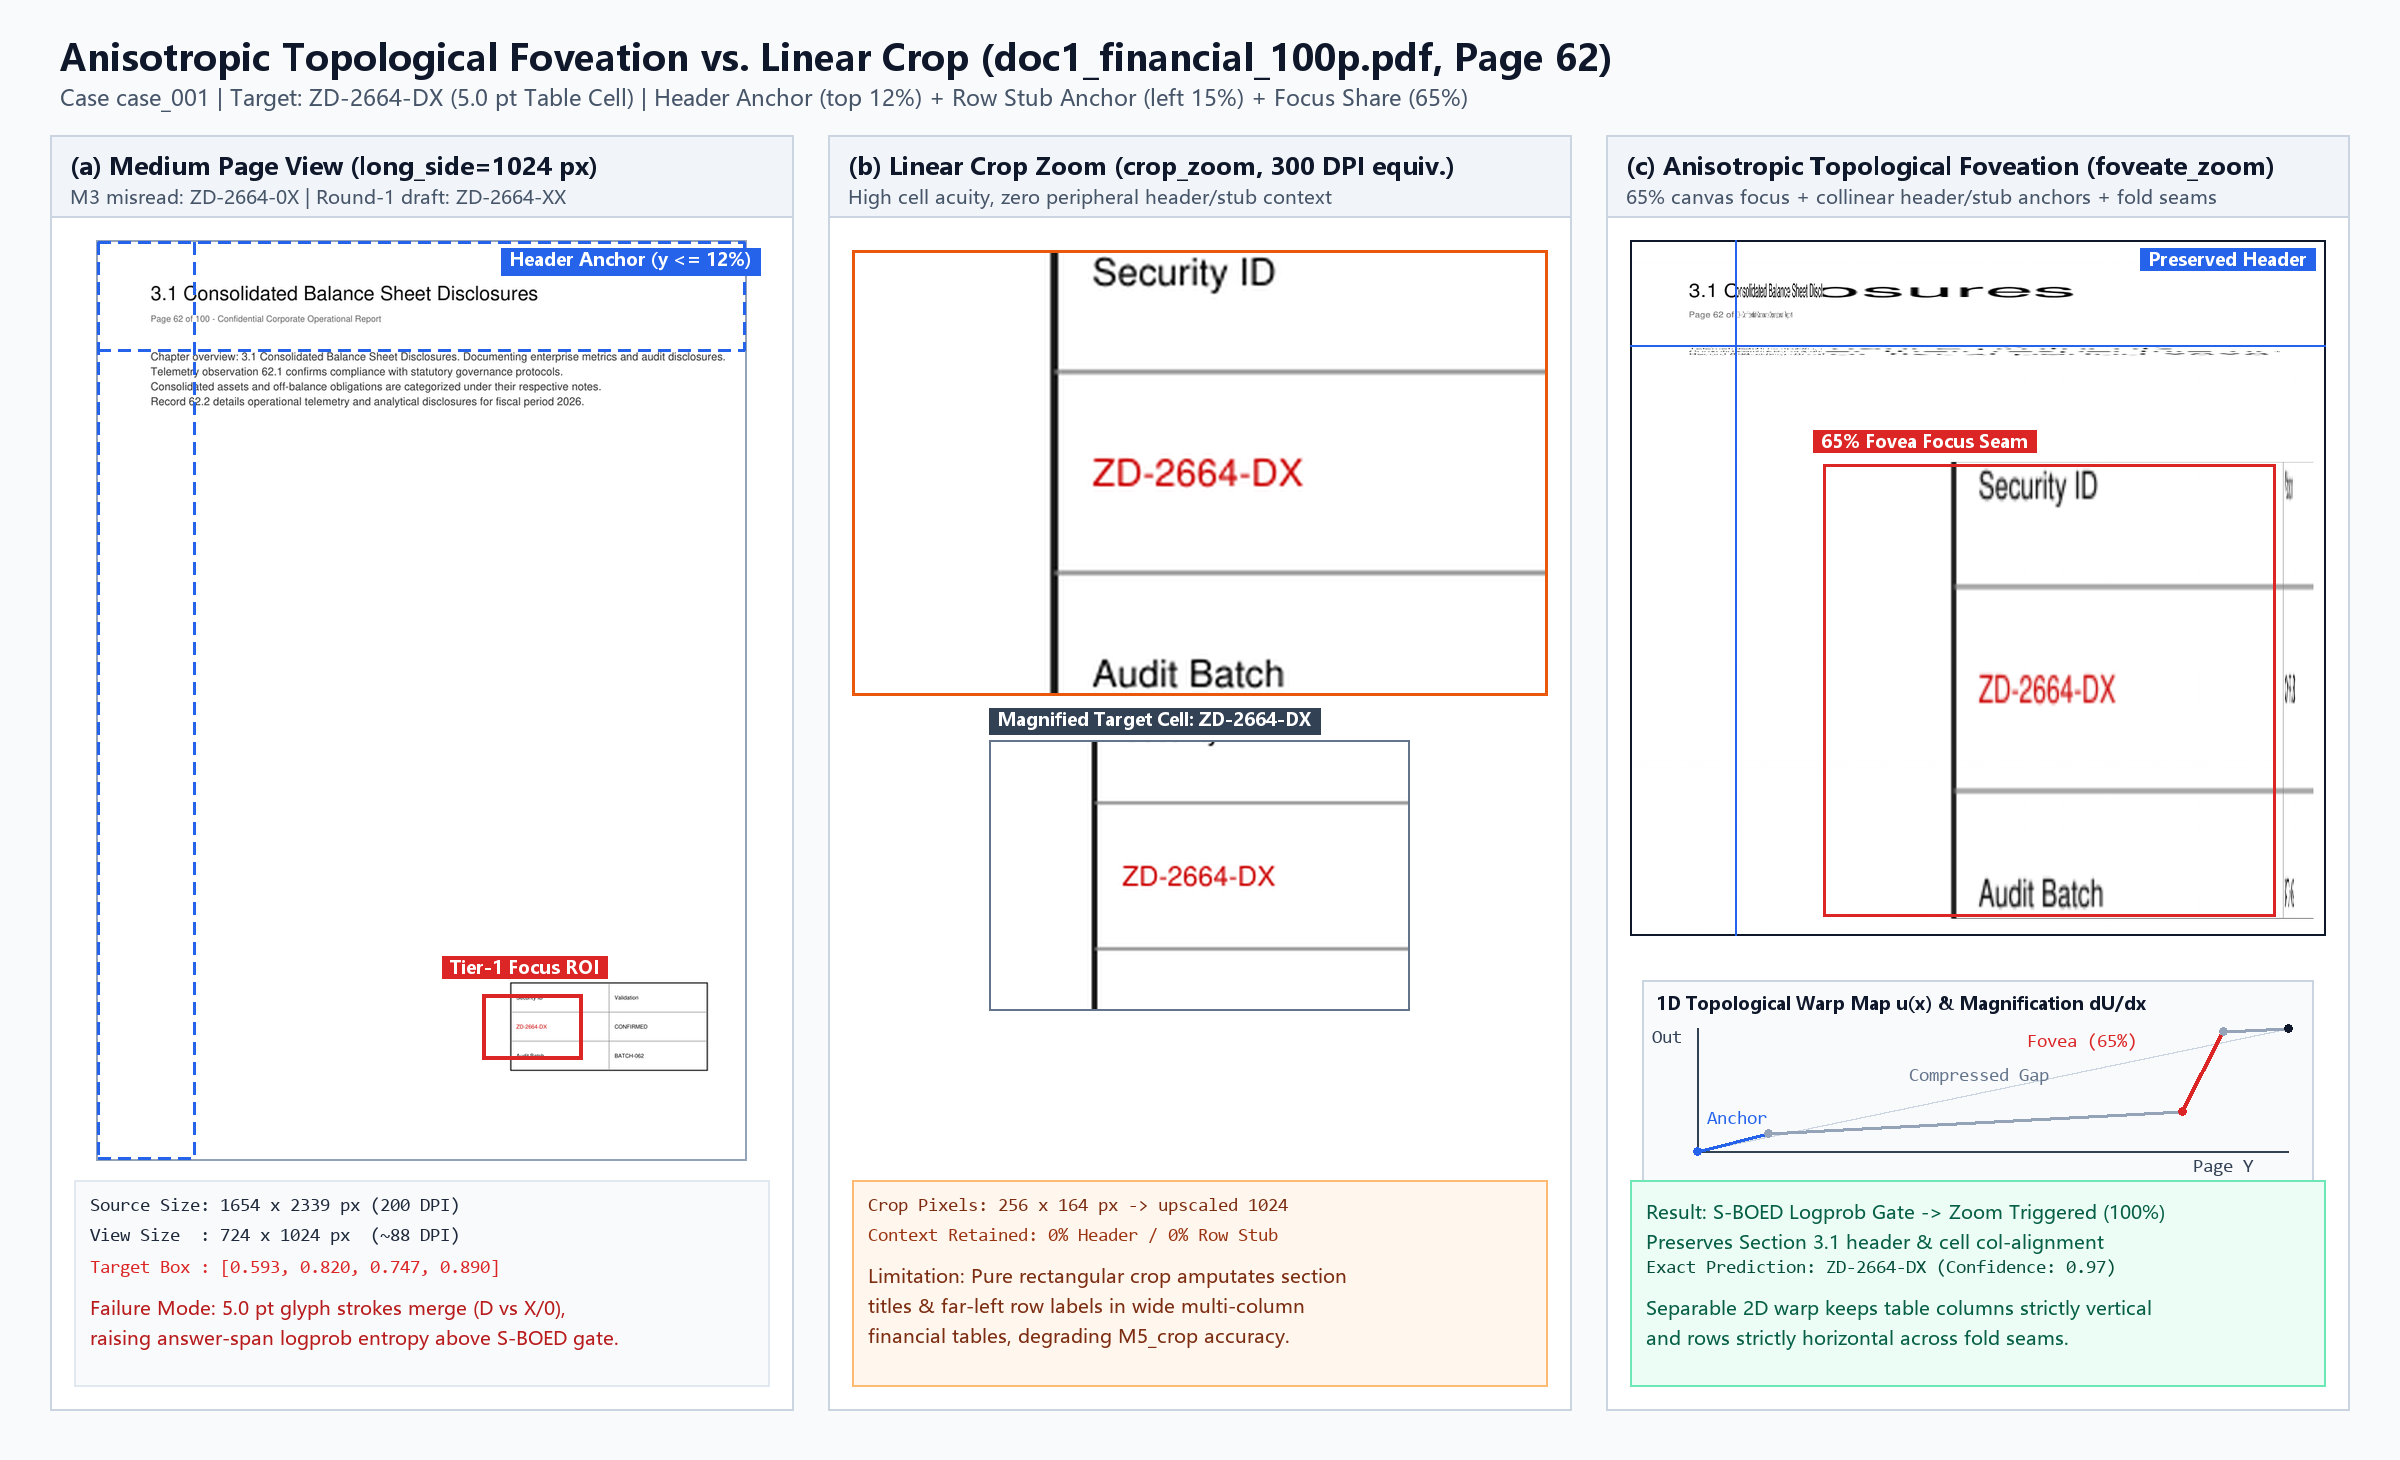 Anisotropic Topological Foveation vs. Linear Crop (doc1_financial_100p.pdf, Page 62)
Case case_001 | Target: ZD-2664-DX (5.0 pt Table Cell) | Header Anchor (top 12%) + Row Stub Anchor (left 15%) + Focus Share (65%)
(a) Medium Page View (long_side=1024 px)
M3 misread: ZD-2664-0X | Round-1 draft: ZD-2664-XX
Header Anchor (y <= 12%)
3.1 Consolidated Balance Sheet Disclosures
Page 62 of 100 - Confidential Corporate Operational Report
Chapter overview: 3.1 Consolidated Balance Sheet Disclosures. Documenting enterprise metrics and audit disclosures.
Telemetry observation 62.1 confirms compliance with statutory governance protocols.
Consolidated assets and off-balance obligations are categorized under their respective notes.
Record 62.2 details operational telemetry and analytical disclosures for fiscal period 2026.
Tier-1 Focus ROI
Security ID Validation
ZD-2664-DX CONFIRMED
Audit Batch BATCH-062
Source Size: 1654 x 2339 px (200 DPI)
View Size : 724 x 1024 px (~88 DPI)
Target Box : [0.593, 0.820, 0.747, 0.890]
Failure Mode: 5.0 pt glyph strokes merge (D vs X/0),
raising answer-span logprob entropy above S-BOED gate.
(b) Linear Crop Zoom (crop_zoom, 300 DPI equiv.)
High cell acuity, zero peripheral header/stub context
Security ID
ZD-2664-DX
Audit Batch
Magnified Target Cell: ZD-2664-DX
ZD-2664-DX
Crop Pixels: 256 x 164 px -> upscaled 1024
Context Retained: 0% Header / 0% Row Stub
Limitation: Pure rectangular crop amputates section
titles & far-left row labels in wide multi-column
financial tables, degrading M5_crop accuracy.
(c) Anisotropic Topological Foveation (foveate_zoom)
65% canvas focus + collinear header/stub anchors + fold seams
Preserved Header
3.1 Consolidated Balance Sheet Disclosures
Page 62 of
65% Fovea Focus Seam
Security ID
ZD-2664-DX
Audit Batch
1D Topological Warp Map u(x) & Magnification dU/dx
Out
Fovea (65%)
Compressed Gap
Anchor
Page Y
Result: S-BOED Logprob Gate -> Zoom Triggered (100%)
Preserves Section 3.1 header & cell col-alignment
Exact Prediction: ZD-2664-DX (Confidence: 0.97)
Separable 2D warp keeps table columns strictly vertical
and rows strictly horizontal across fold seams.